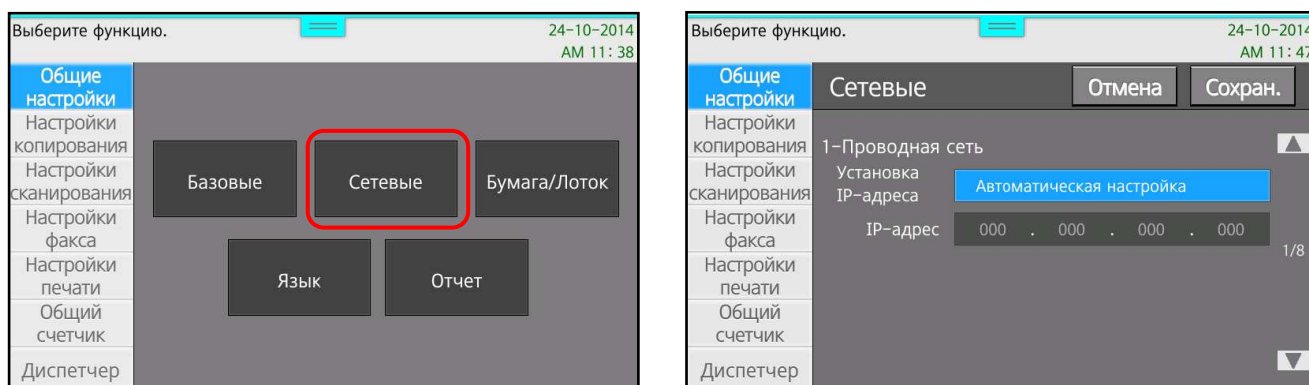 Выберите функцию.
24-10-2014
AM 11:38
Общие
настройки
Настройки
копирования
Настройки
сканирования
Настройки
факса
Настройки
печати
Общий
счетчик
Диспетчер
Базовые
Сетевые
Бумага/Лоток
Язык
Отчет
Выберите функцию.
24-10-2014
AM 11:47
Общие
настройки
Настройки
копирования
Настройки
сканирования
Настройки
факса
Настройки
печати
Общий
счетчик
Диспетчер
Сетевые
Отмена
Сохран.
1-Проводная сеть
Установка
IP-адреса
Автоматическая настройка
IP-адрес 000 . 000 . 000 . 000
1/8